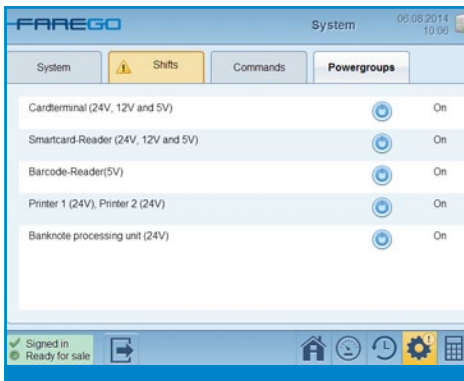 FAREGO
System
06.08.2014
10:06
System
Shifts
Commands
Powergroups
Cardterminal (24V, 12V and 5V)
On
Smartcard-Reader (24V, 12V and 5V)
On
Barcode-Reader(5V)
On
Printer 1 (24V), Printer 2 (24V)
On
Banknote processing unit (24V)
On
Signed in
Ready for sale